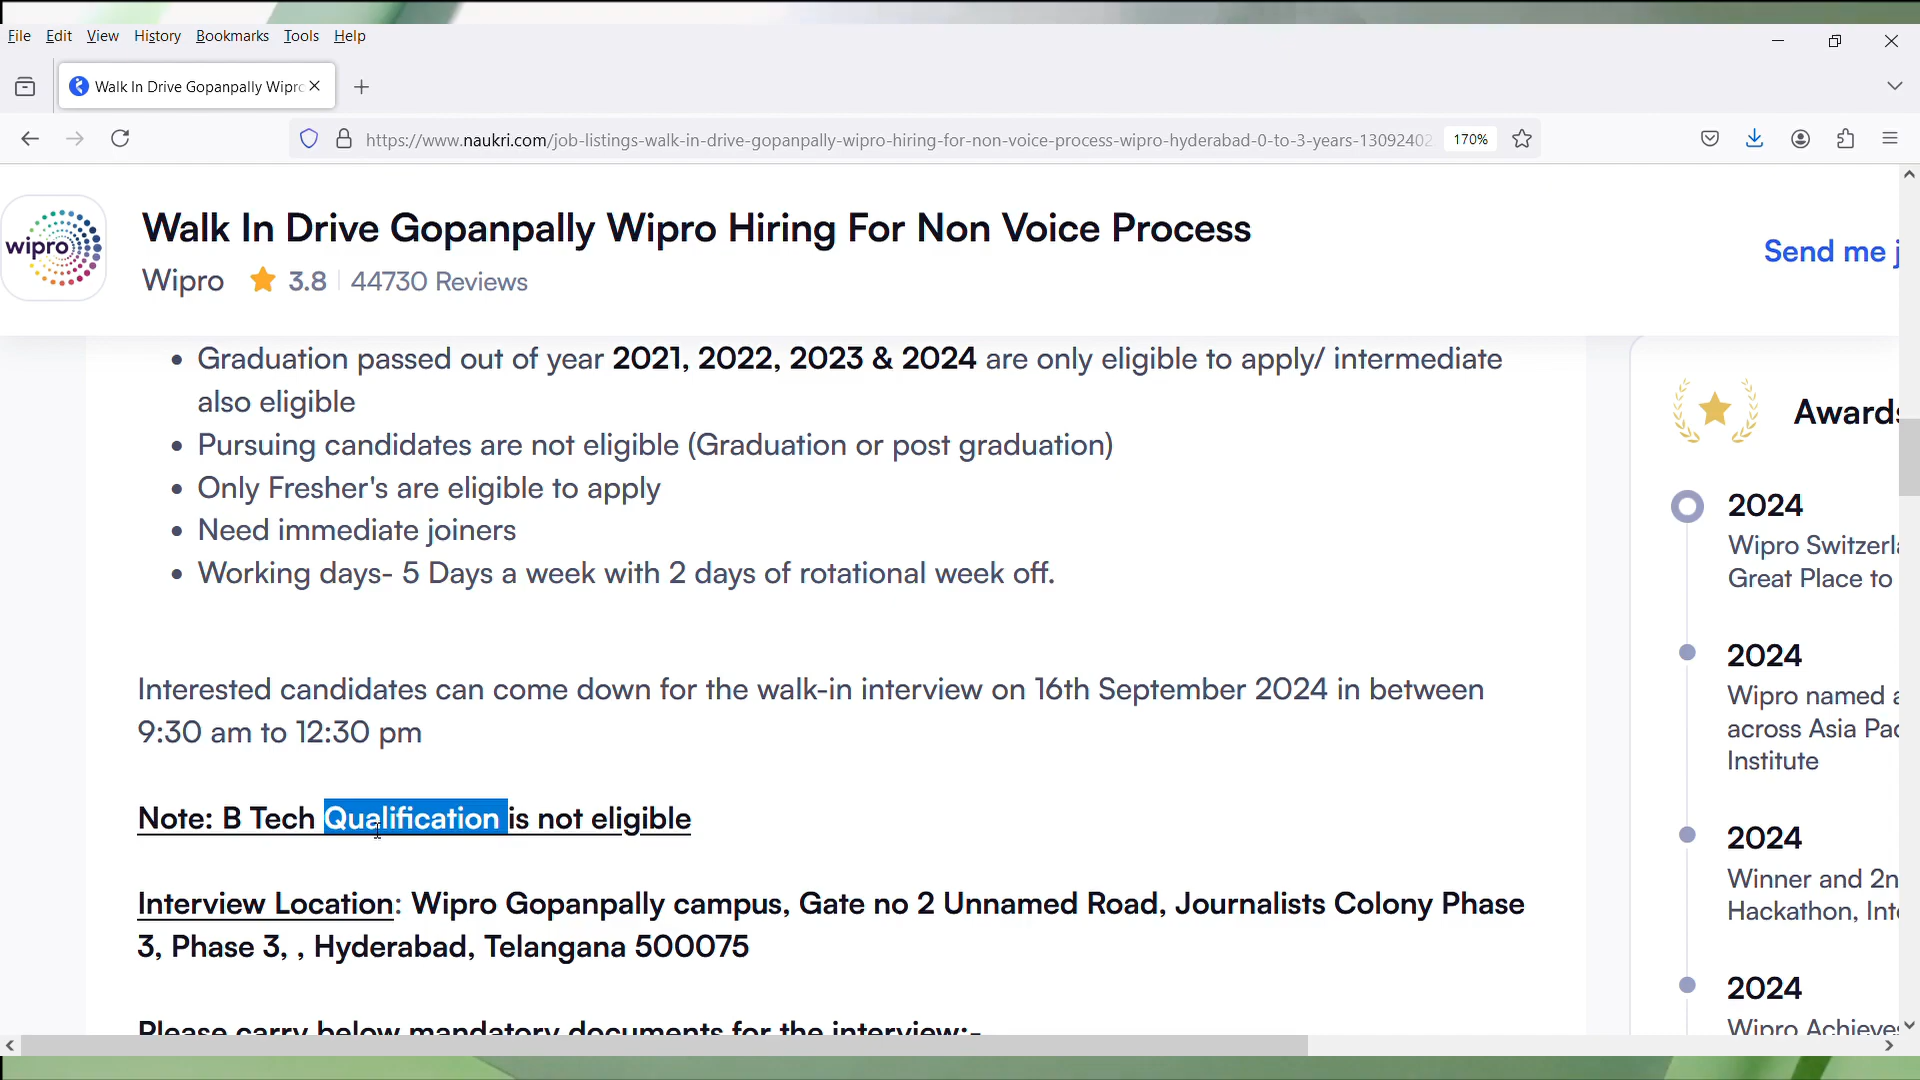 File Edit View History Bookmarks Tools Help
Walk In Drive Gopanpally Wipro
https://www.naukri.com/job-listings-walk-in-drive-gopanpally-wipro-hiring-for-non-voice-process-wipro-hyderabad-0-to-3-years-13092402 170%
wipro
Walk In Drive Gopanpally Wipro Hiring For Non Voice Process
Wipro 3.8 44730 Reviews
Send me j
Graduation passed out of year 2021, 2022, 2023 & 2024 are only eligible to apply/ intermediate
also eligible
Pursuing candidates are not eligible (Graduation or post graduation)
Only Fresher's are eligible to apply
Need immediate joiners
Working days- 5 Days a week with 2 days of rotational week off.
Interested candidates can come down for the walk-in interview on 16th September 2024 in between
9:30 am to 12:30 pm
Note: B Tech Qualification is not eligible
Interview Location: Wipro Gopanpally campus, Gate no 2 Unnamed Road, Journalists Colony Phase
3, Phase 3, , Hyderabad, Telangana 500075
Please carry below mandatory documents for the interview:-
Awards
2024
Wipro Switzerla
Great Place to
2024
Wipro named a
across Asia Pac
Institute
2024
Winner and 2n
Hackathon, Inte
2024
Wipro Achieves